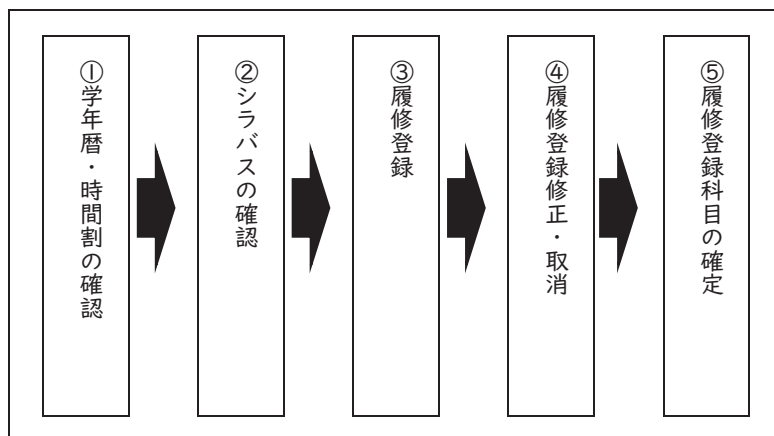 ①学年暦・時間割の確認
②シラバスの確認
③履修登録
④履修登録修正・取消
⑤履修登録科目の確定